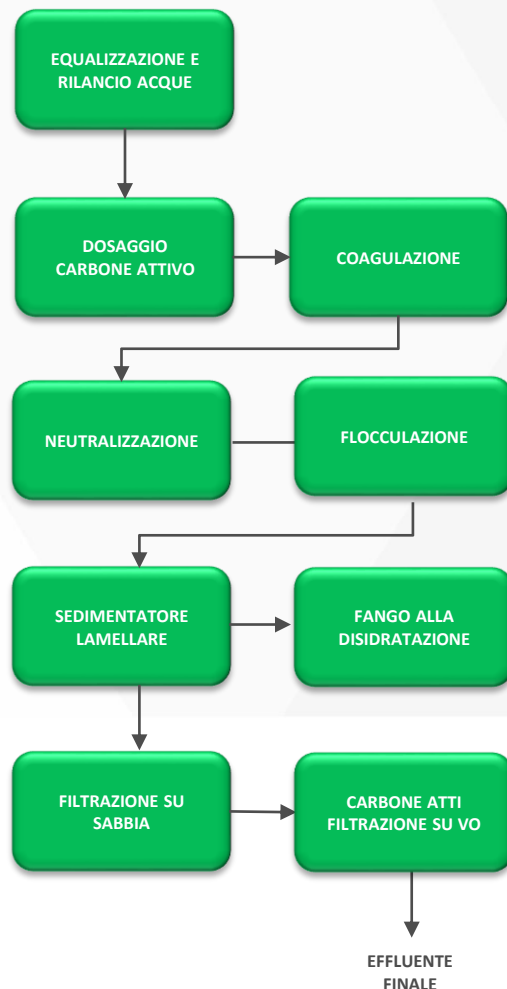 EQUALIZZAZIONE E
RILANCIO ACQUE
DOSAGGIO
CARBONE ATTIVO
COAGULAZIONE
NEUTRALIZZAZIONE
FLOCCULAZIONE
SEDIMENTATORE
LAMELLARE
FANGO ALLA
DISIDRATAZIONE
FILTRAZIONE SU
SABBIA
CARBONE ATTI
FILTRAZIONE SU VO
EFFLUENTE
FINALE